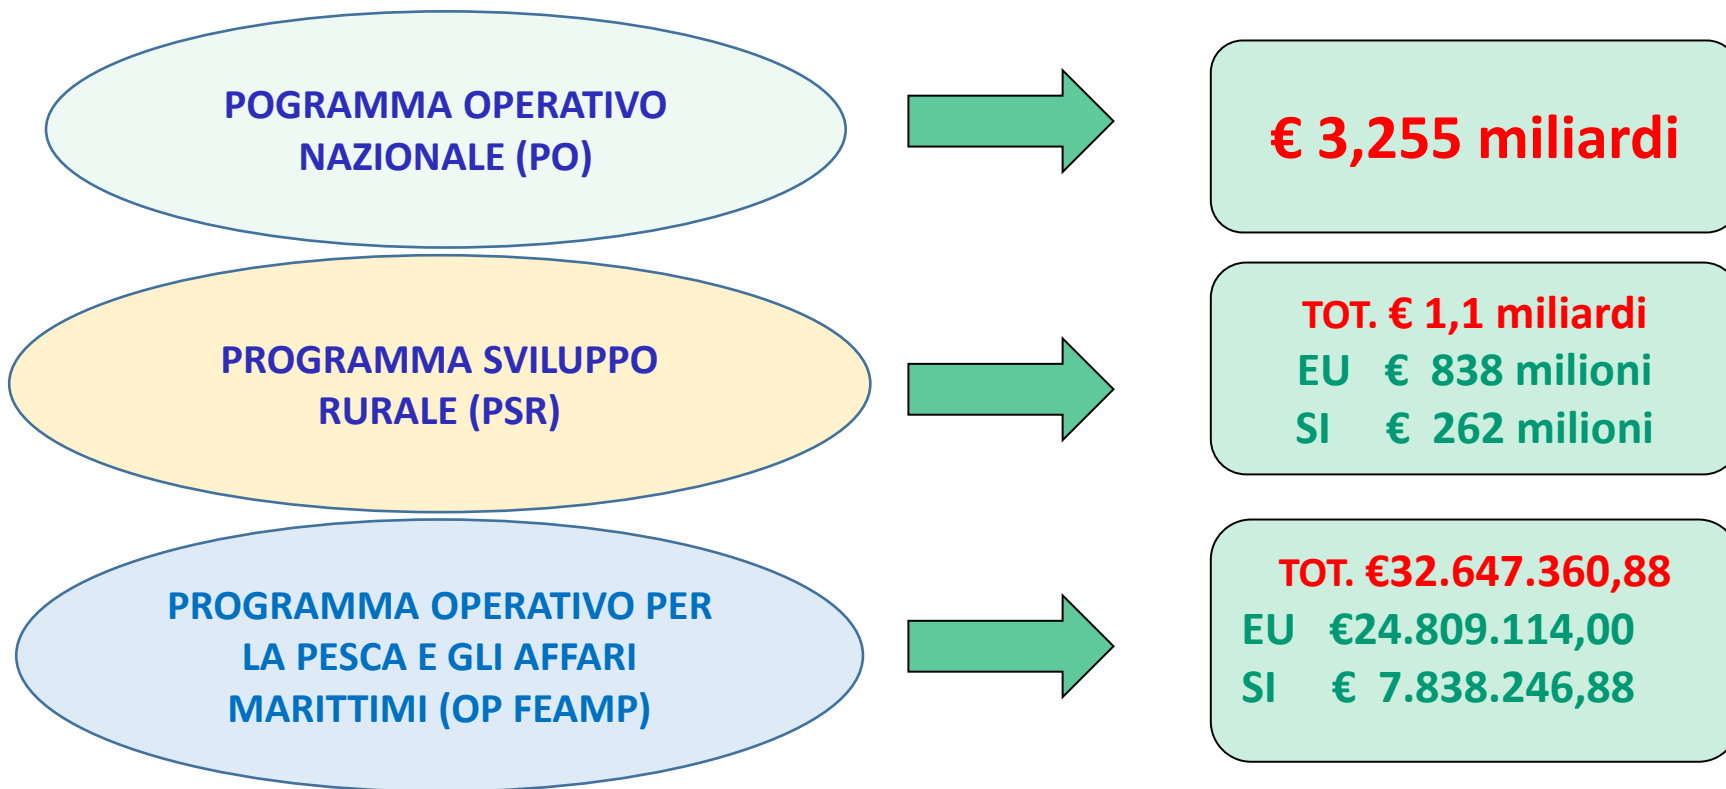 POGRAMMA OPERATIVO
NAZIONALE (PO)
€ 3,255 miliardi
PROGRAMMA SVILUPPO
RURALE (PSR)
TOT. € 1,1 miliardi
EU € 838 milioni
SI € 262 milioni
PROGRAMMA OPERATIVO PER
LA PESCA E GLI AFFARI
MARITTIMI (OP FEAMP)
TOT. €32.647.360,88
EU €24.809.114,00
SI € 7.838.246,88